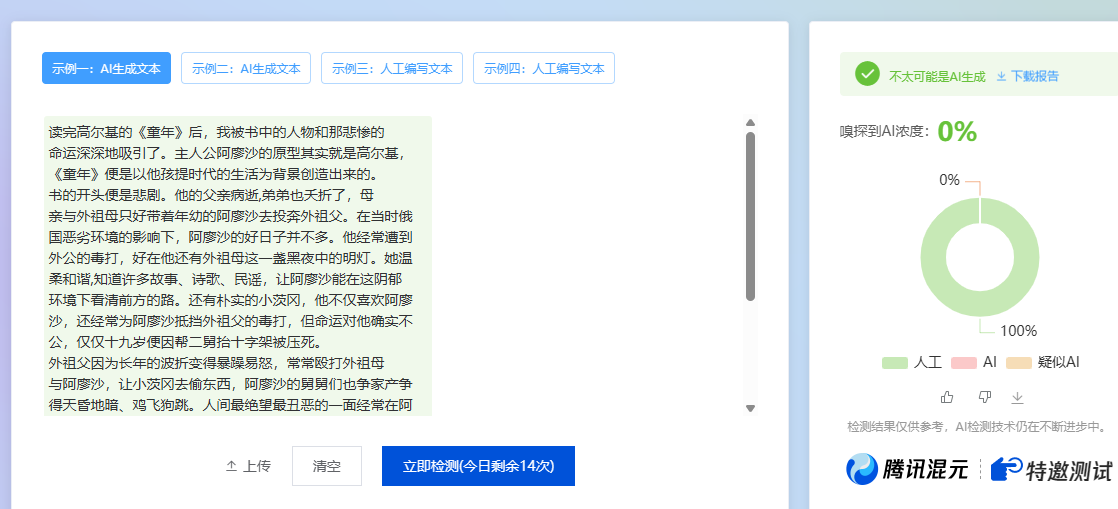 示例一：AI生成文本
示例二：AI生成文本
示例三：人工编写文本
示例四：人工编写文本
读完高尔基的《童年》后，我被书中的人物和那悲惨的
命运深深地吸引了。主人公阿廖沙的原型其实就是高尔基，
《童年》便是以他孩提时代的生活为背景创造出来的。
书的开头便是悲剧。他的父亲病逝,弟弟也夭折了，母
亲与外祖母只好带着年幼的阿廖沙去投奔外祖父。在当时俄
国恶劣环境的影响下，阿廖沙的好日子并不多。他经常遭到
外公的毒打，好在他还有外祖母这一盏黑夜中的明灯。她温
柔和谐,知道许多故事、诗歌、民谣，让阿廖沙能在这阴郁
环境下看清前方的路。还有朴实的小茨冈，他不仅喜欢阿廖
沙，还经常为阿廖沙抵挡外祖父的毒打，但命运对他确实不
公，仅仅十九岁便因帮二舅抬十字架被压死。
外祖父因为长年的波折变得暴躁易怒，常常殴打外祖母
与阿廖沙，让小茨冈去偷东西，阿廖沙的舅舅们也争家产争
得天昏地暗、鸡飞狗跳。人间最绝望最丑恶的一面经常在阿
上传
清空
立即检测(今日剩余14次)
不太可能是AI生成
下载报告
嗅探到AI浓度：0%
0%
100%
人工
AI
疑似AI
检测结果仅供参考，AI检测技术仍在不断进步中。
腾讯混元
特邀测试